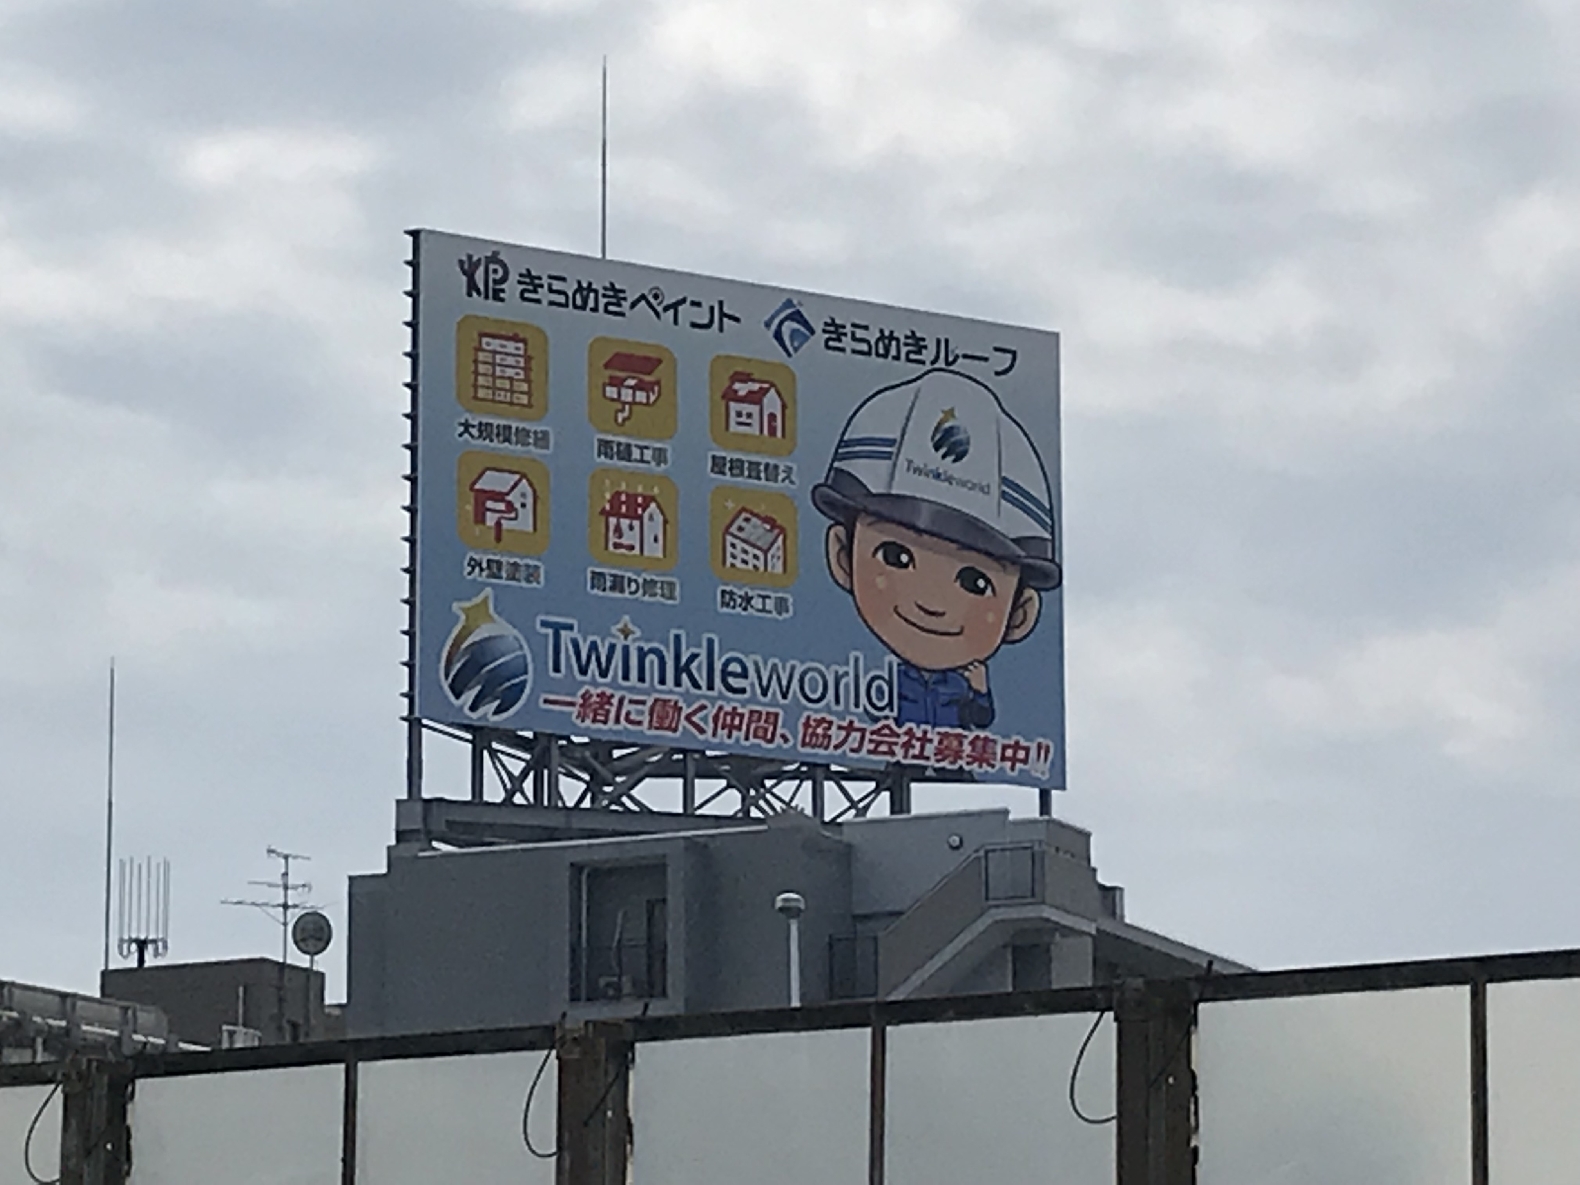 KPE きらめきペイント きらめきルーフ
大規模修繕 雨樋工事 屋根葺替え
外壁塗装 雨漏り修理 防水工事
Twinkleworld
Twinkleworld
一緒に働く仲間、協力会社募集中!!